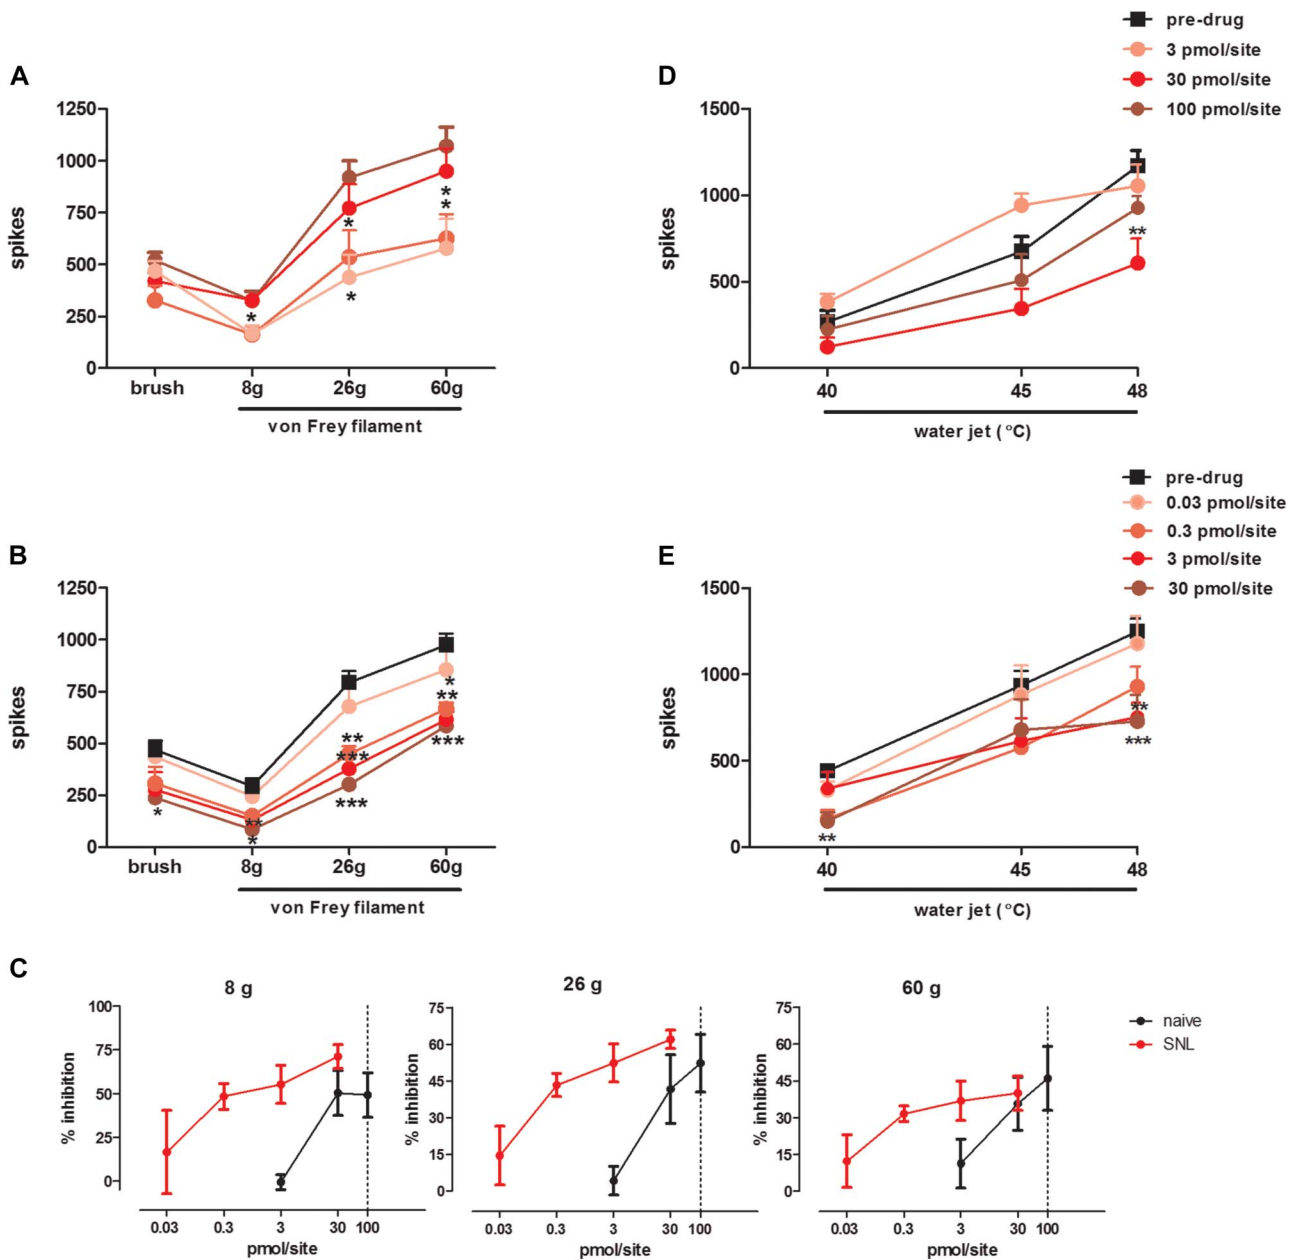 pre-drug
3 pmol/site
30 pmol/site
100 pmol/site
A
1250
1000
750
500
250
0
spikes
* * * * *
brush 8g 26g 60g
von Frey filament
D
1500
1000
500
0
spikes
**
40 45 48
water jet (°C)
pre-drug
0.03 pmol/site
0.3 pmol/site
3 pmol/site
30 pmol/site
B
1250
1000
750
500
250
0
spikes
*
**
** *** ***
* ** *
***
brush 8g 26g 60g
von Frey filament
E
1500
1000
500
0
spikes
**
***
**
40 45 48
water jet (°C)
C
8 g
100
75
50
25
0
% inhibition
0.03 0.3 3 30 100
pmol/site
26 g
75
60
45
30
15
0
% inhibition
0.03 0.3 3 30 100
pmol/site
60 g
75
60
45
30
15
0
% inhibition
0.03 0.3 3 30 100
pmol/site
naive
SNL